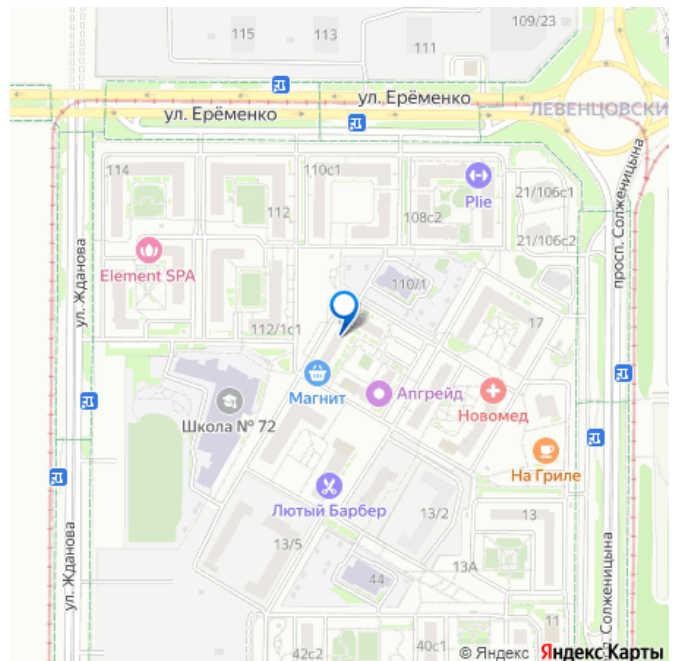 109/23
115
113
111
ул. Ерёменко
ул. Ерёменко
ЛЕВЕНЦОВСКИ
114
110с1
112
108с2
Plie
21/106с1
21/106с2
просп. Солженицына
ул. Жданова
Element SPA
110/1
112/1с1
17
Магнит
Апгрейд
Новомед
Школа № 72
На Гриле
Лютый Барбер
13/2
13
13/5
13А
44
ул. Жданова
Солженицына
11
42с2
40с1
© Яндекс Яндекс Карты